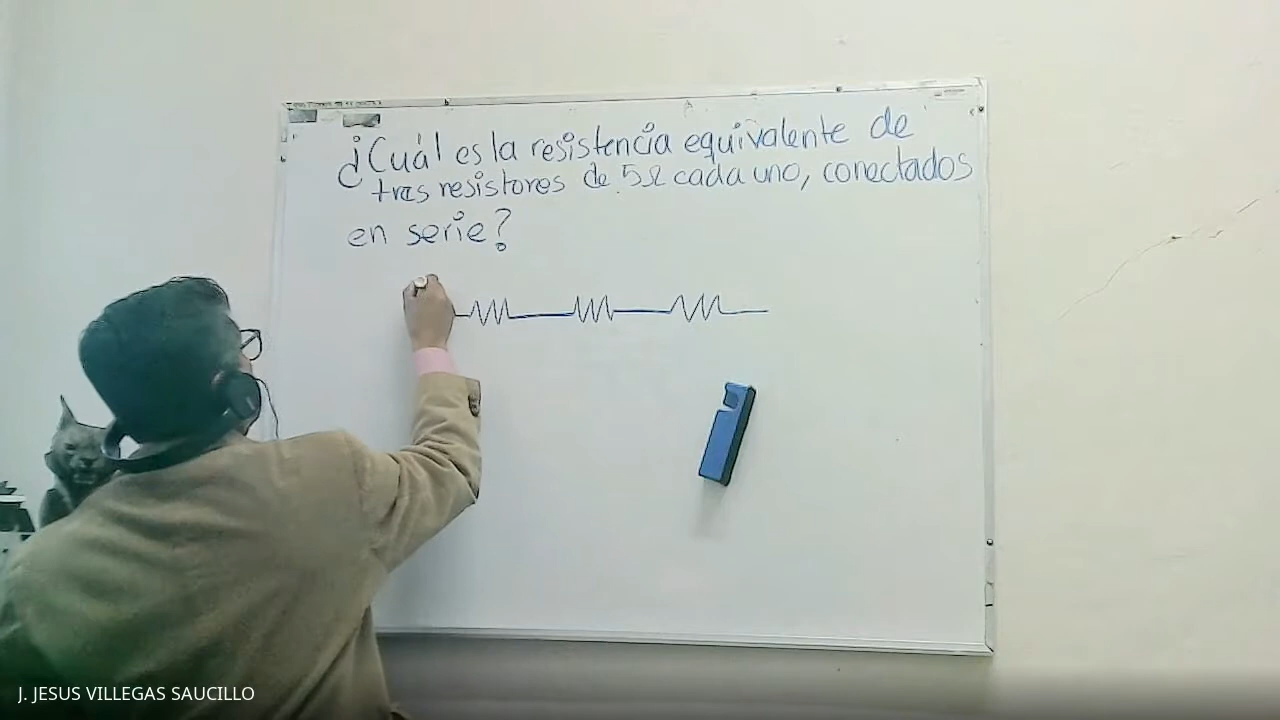 ¿Cuál es la resistencia equivalente de
tres resistores de 5Ω cada uno, conectados
en serie?
J. JESUS VILLEGAS SAUCILLO